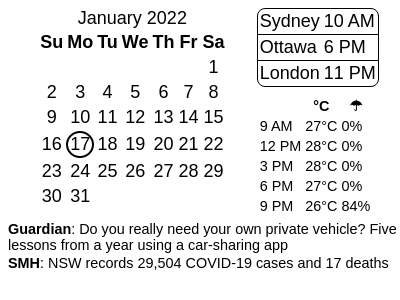 January 2022
Su Mo Tu We Th Fr Sa
1
2 3 4 5 6 7 8
9 10 11 12 13 14 15
16 17 18 19 20 21 22
23 24 25 26 27 28 29
30 31
Sydney 10 AM
Ottawa 6 PM
London 11 PM
°C ☂
9 AM 27°C 0%
12 PM 28°C 0%
3 PM 28°C 0%
6 PM 27°C 0%
9 PM 26°C 84%
Guardian: Do you really need your own private vehicle? Five
lessons from a year using a car-sharing app
SMH: NSW records 29,504 COVID-19 cases and 17 deaths